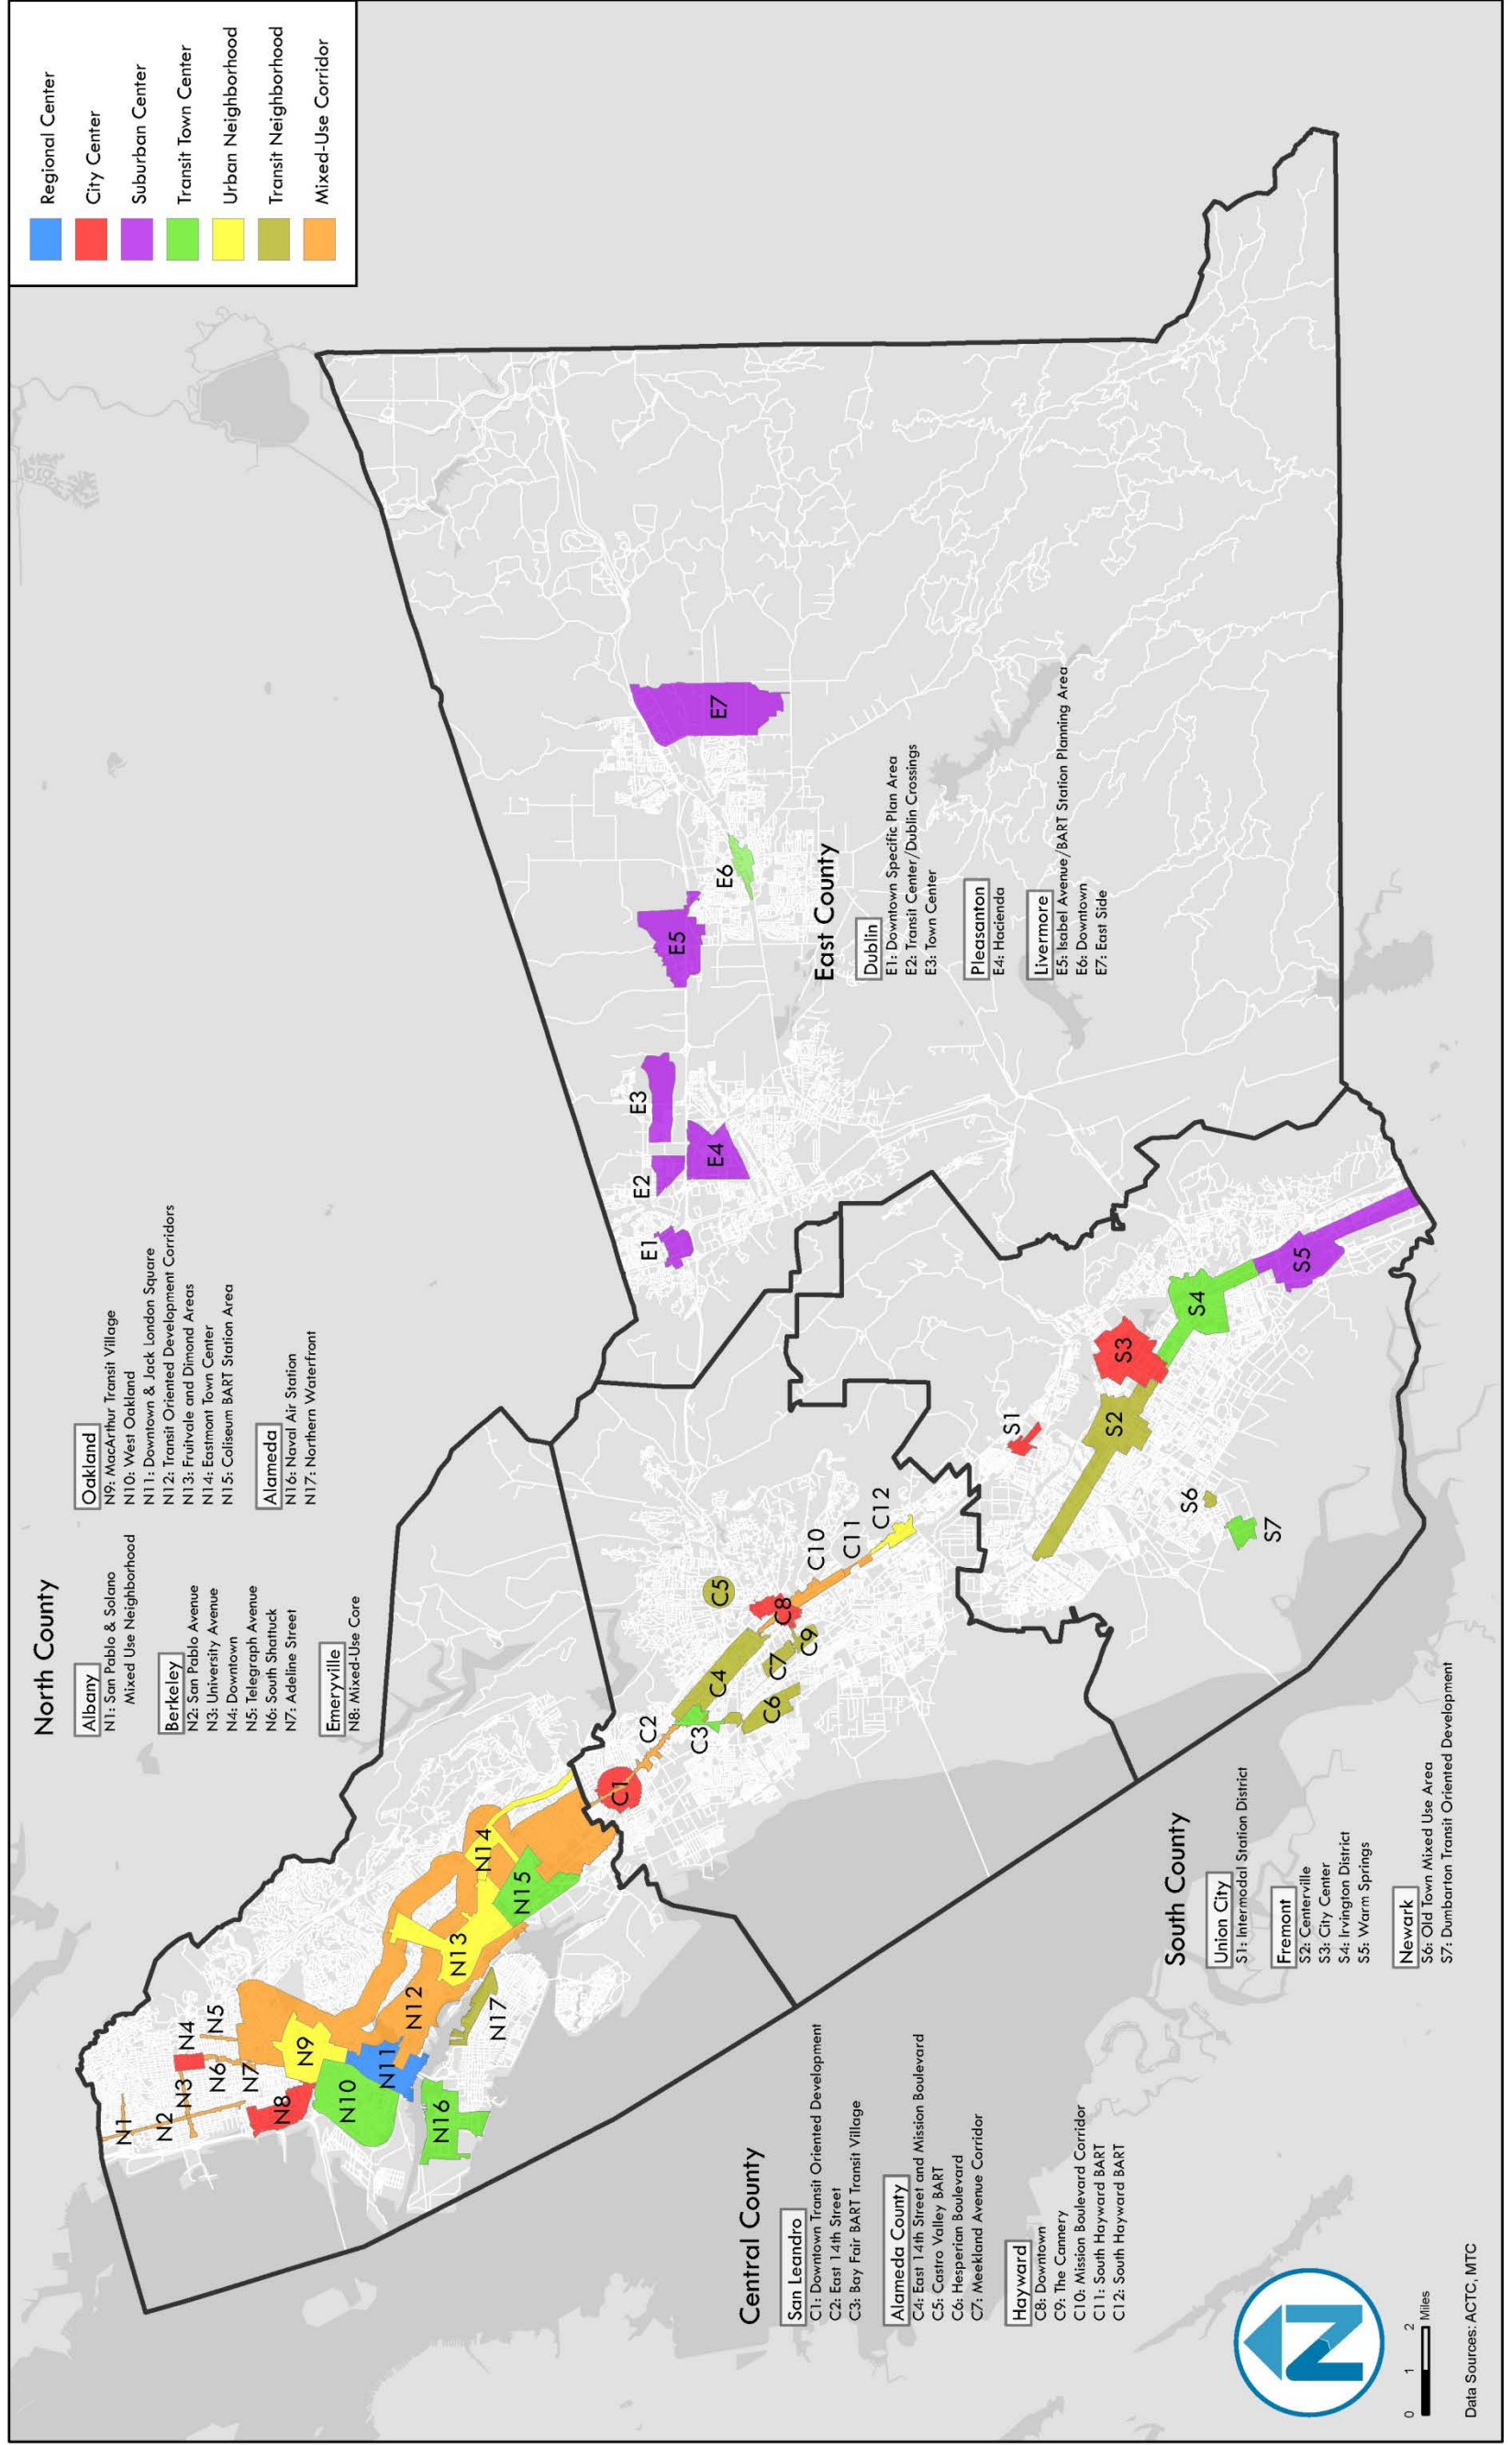 Regional Center
City Center
Suburban Center
Transit Town Center
Urban Neighborhood
Transit Neighborhood
Mixed-Use Corridor
North County
Albany
N1: San Pablo & Solano
Mixed Use Neighborhood
Berkeley
N2: San Pablo Avenue
N3: University Avenue
N4: Downtown
N5: Telegraph Avenue
N6: South Shattuck
N7: Adeline Street
Emeryville
N8: Mixed-Use Core
Oakland
N9: MacArthur Transit Village
N10: West Oakland
N11: Downtown & Jack London Square
N12: Transit Oriented Development Corridors
N13: Fruitvale and Dimond Areas
N14: Eastmont Town Center
N15: Coliseum BART Station Area
Alameda
N16: Naval Air Station
N17: Northern Waterfront
N1
N2
N3
N4
N5
N6
N7
N8
N9
N10
N11
N12
N13
N14
N15
N16
N17
C1
C2
C3
C4
C5
C6
C7
C8
C9
C10
C11
C12
E1
E2
E3
E4
E5
E6
E7
East County
Dublin
E1: Downtown Specific Plan Area
E2: Transit Center/Dublin Crossings
E3: Town Center
Pleasanton
E4: Hacienda
Livermore
E5: Isabel Avenue/BART Station Planning Area
E6: Downtown
E7: East Side
S1
S2
S3
S4
S5
S6
S7
Central County
San Leandro
C1: Downtown Transit Oriented Development
C2: East 14th Street
C3: Bay Fair BART Transit Village
Alameda County
C4: East 14th Street and Mission Boulevard
C5: Castro Valley BART
C6: Hesperian Boulevard
C7: Meekland Avenue Corridor
Hayward
C8: Downtown
C9: The Cannery
C10: Mission Boulevard Corridor
C11: South Hayward BART
C12: South Hayward BART
South County
Union City
S1: Intermodal Station District
Fremont
S2: Centerville
S3: City Center
S4: Irvington District
S5: Warm Springs
Newark
S6: Old Town Mixed Use Area
S7: Dumbarton Transit Oriented Development
N
0 1 2
Miles
Data Sources: ACTC, MTC